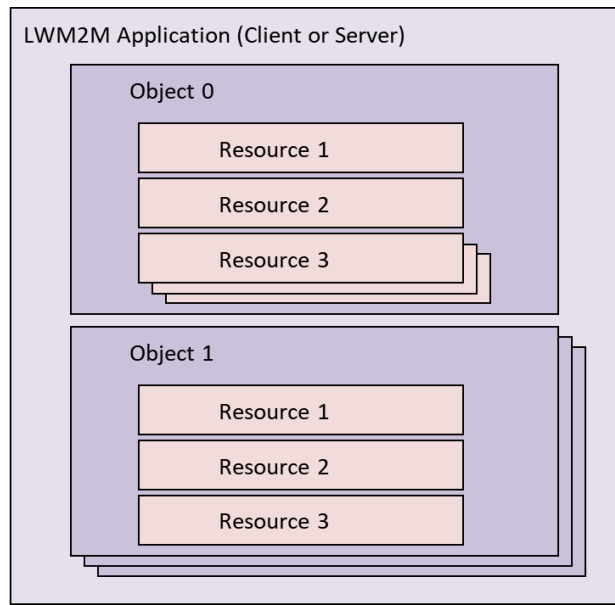 LWM2M Application (Client or Server)
Object 0
Resource 1
Resource 2
Resource 3
Object 1
Resource 1
Resource 2
Resource 3